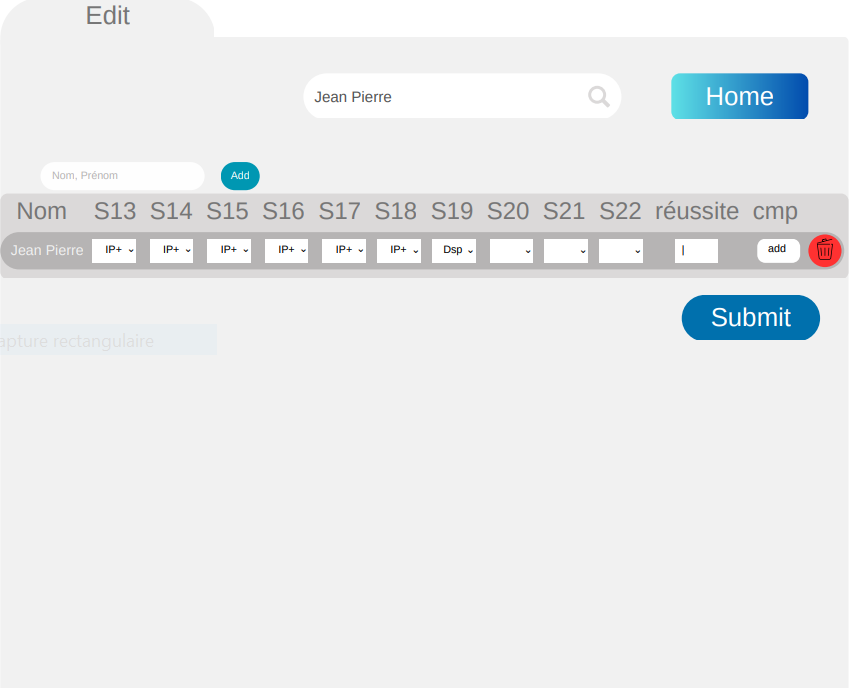 Edit
Jean Pierre
Home
Nom, Prénom Add
Nom S13 S14 S15 S16 S17 S18 S19 S20 S21 S22 réussite cmp
Jean Pierre IP+ IP+ IP+ IP+ IP+ IP+ Dsp add
Submit
apture rectangulaire